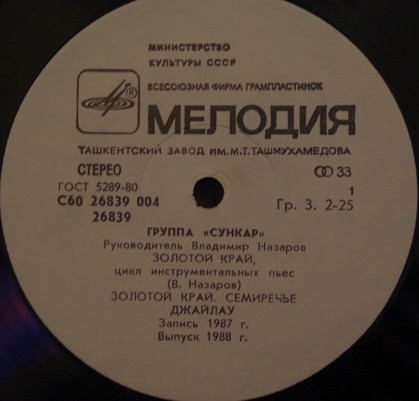 МИНИСТЕРСТВО
КУЛЬТУРЫ СССР
ВСЕСОЮЗНАЯ ФИРМА ГРАМПЛАСТИНОК
МЕЛОДИЯ
ТАШКЕНТСКИЙ ЗАВОД ИМ. М.Т. ТАШМУХАМЕДОВА
СТЕРЕО 33
ГОСТ 5289-80 1
С60 26839 004 Гр. 3. 2-25
26839
ГРУППА «СУНКАР»
Руководитель Владимир Назаров
ЗОЛОТОЙ КРАЙ,
цикл инструментальных пьес
(В. Назаров)
ЗОЛОТОЙ КРАЙ. СЕМИРЕЧЬЕ
ДЖАЙЛАУ
Запись 1987 г.
Выпуск 1988 г.